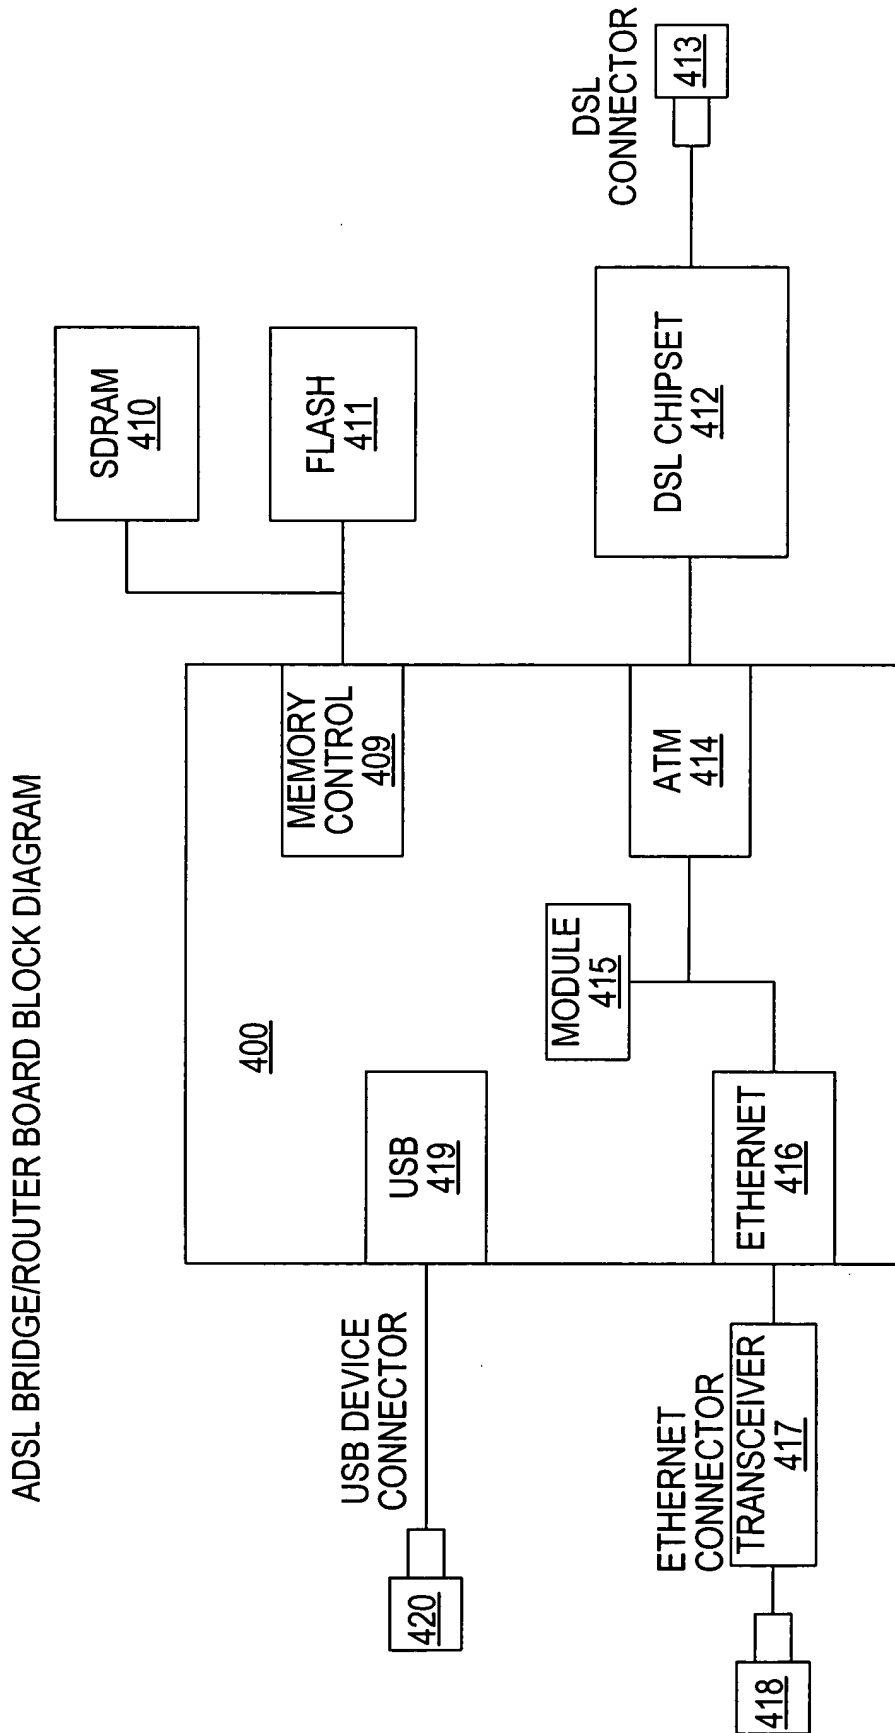 ADSL BRIDGE/ROUTER BOARD BLOCK DIAGRAM
SDRAM
410
FLASH
411
MEMORY
CONTROL
409
400
USB
419
USB DEVICE
CONNECTOR
420
DSL
CONNECTOR
413
DSL CHIPSET
412
ATM
414
MODULE
415
ETHERNET
416
ETHERNET
CONNECTOR
TRANSCEIVER
417
418